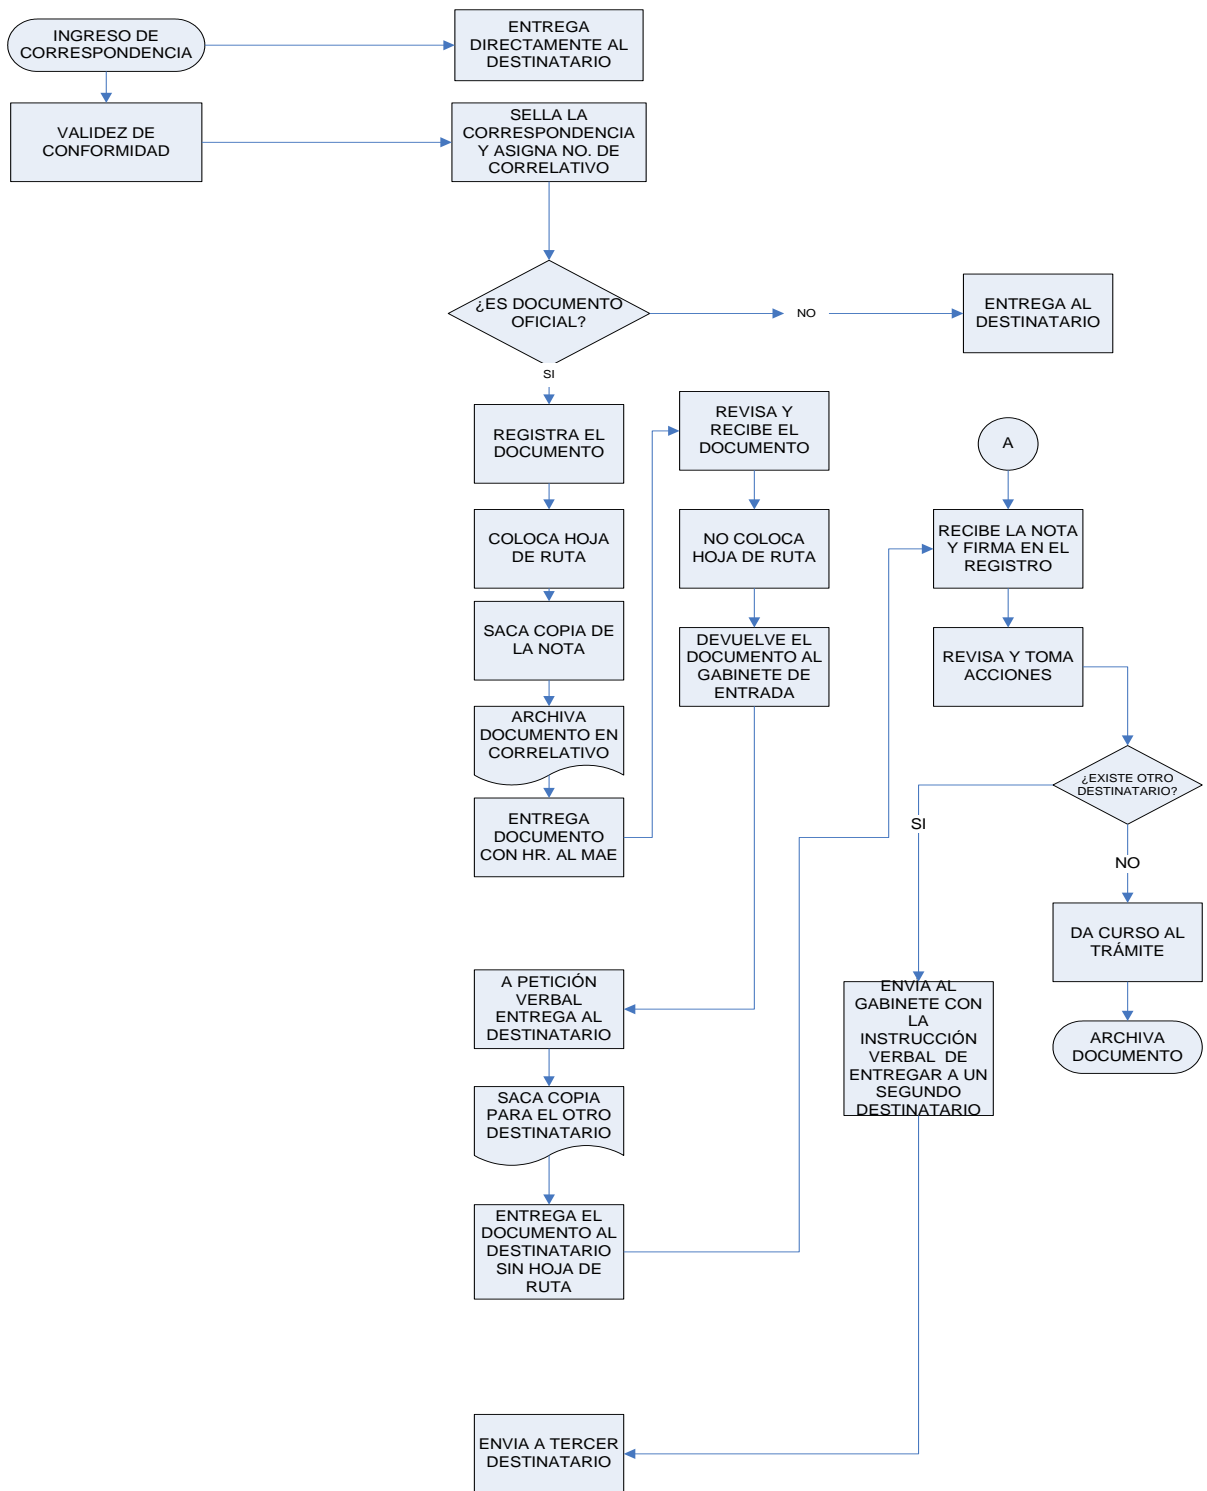 INGRESO DE
CORRESPONDENCIA
ENTREGA
DIRECTAMENTE AL
DESTINATARIO
VALIDEZ DE
CONFORMIDAD
SELLA LA
CORRESPONDENCIA
Y ASIGNA NO. DE
CORRELATIVO
¿ES DOCUMENTO
OFICIAL?
NO
ENTREGA AL
DESTINATARIO
SI
REGISTRA EL
DOCUMENTO
COLOCA HOJA
DE RUTA
SACA COPIA DE
LA NOTA
ARCHIVA
DOCUMENTO EN
CORRELATIVO
ENTREGA
DOCUMENTO
CON HR. AL MAE
REVISA Y
RECIBE EL
DOCUMENTO
NO COLOCA
HOJA DE RUTA
DEVUELVE EL
DOCUMENTO AL
GABINETE DE
ENTRADA
A PETICIÓN
VERBAL
ENTREGA AL
DESTINATARIO
SACA COPIA
PARA EL OTRO
DESTINATARIO
ENTREGA EL
DOCUMENTO AL
DESTINATARIO
SIN HOJA DE
RUTA
A
RECIBE LA NOTA
Y FIRMA EN EL
REGISTRO
REVISA Y TOMA
ACCIONES
¿EXISTE OTRO
DESTINATARIO?
SI
NO
DA CURSO AL
TRÁMITE
ARCHIVA
DOCUMENTO
ENVIA AL
GABINETE CON
LA
INSTRUCCIÓN
VERBAL DE
ENTREGAR A UN
SEGUNDO
DESTINATARIO
ENVIA A TERCER
DESTINATARIO